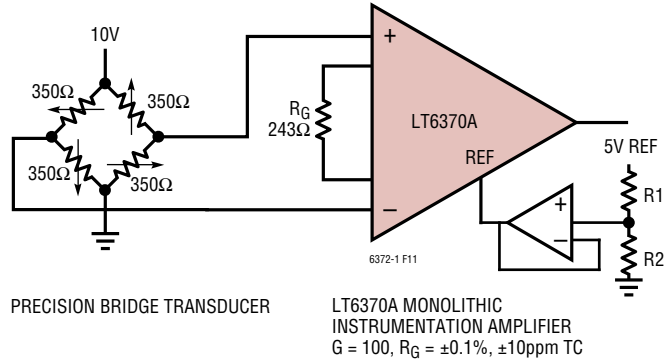 10V
350Ω
350Ω
350Ω
350Ω
RG
243Ω
+
–
LT6370A
REF
5V REF
R1
R2
+
–
6372-1 F11
PRECISION BRIDGE TRANSDUCER
LT6370A MONOLITHIC
INSTRUMENTATION AMPLIFIER
G = 100, RG = ±0.1%, ±10ppm TC